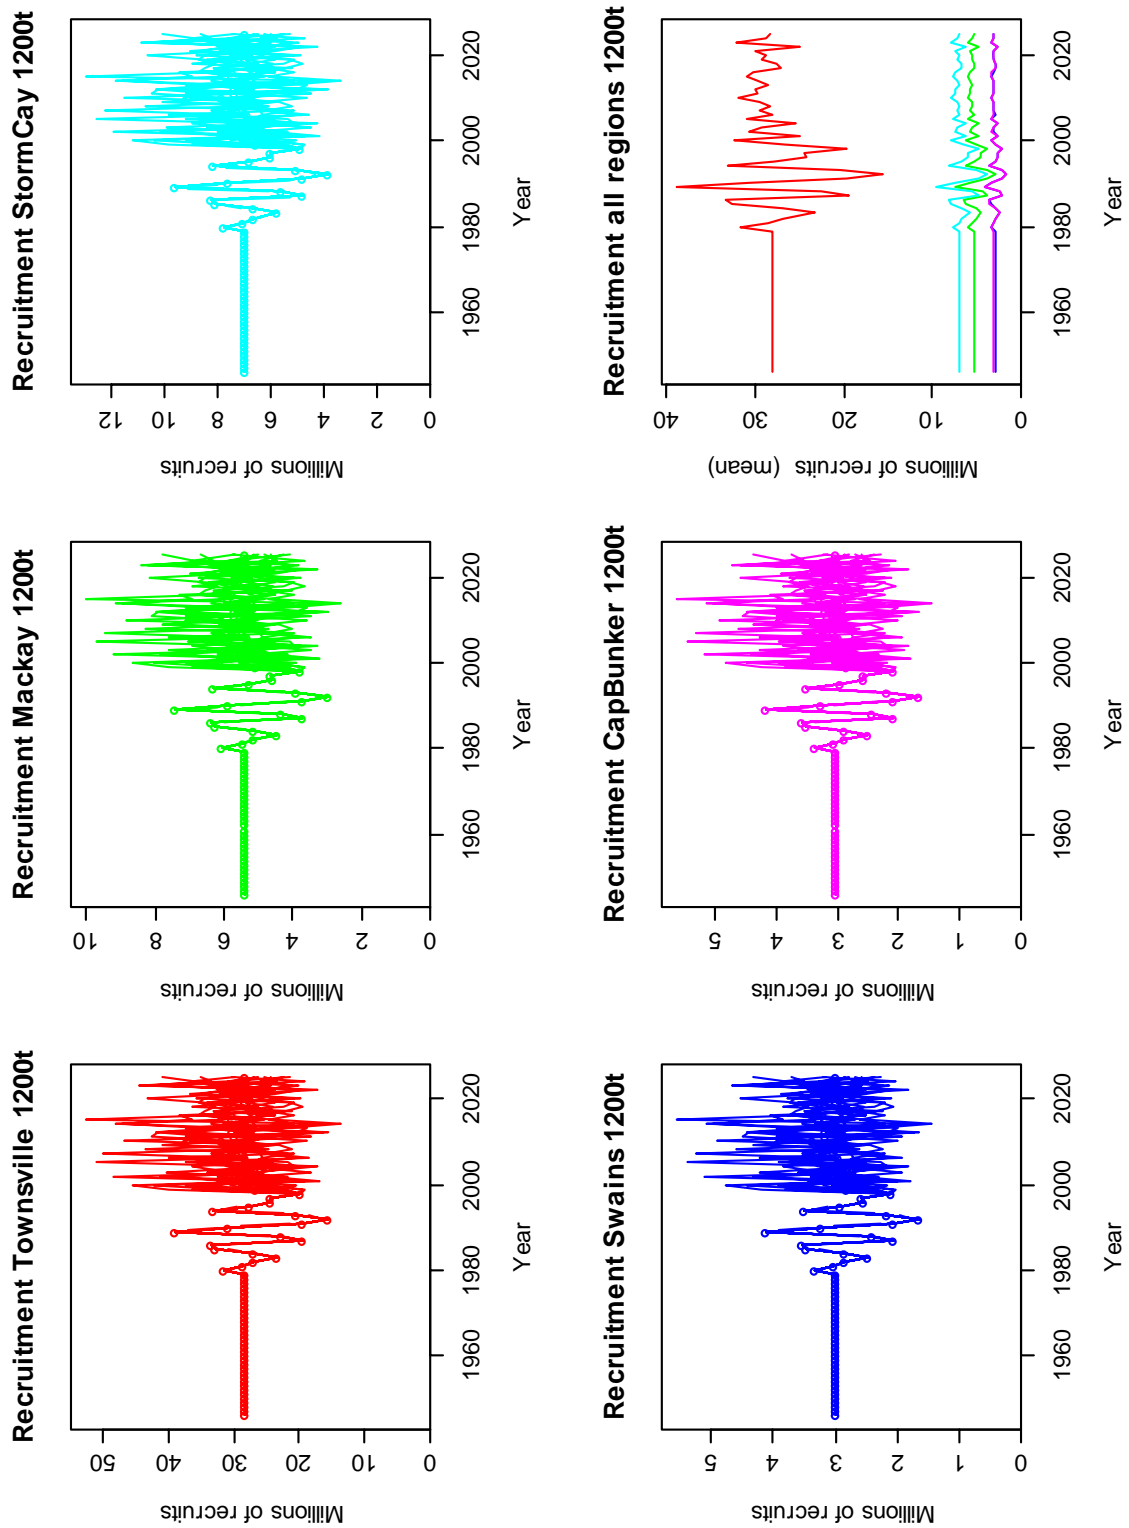 Recruitment Townsville 1200t
Millions of recruits
0 10 20 30 40 50
1960 1980 2000 2020
Year
Recruitment Mackay 1200t
Millions of recruits
0 2 4 6 8 10
1960 1980 2000 2020
Year
Recruitment StormCay 1200t
Millions of recruits
0 2 4 6 8 10 12
1960 1980 2000 2020
Year
Recruitment Swains 1200t
Millions of recruits
0 1 2 3 4 5
1960 1980 2000 2020
Year
Recruitment CapBunker 1200t
Millions of recruits
0 1 2 3 4 5
1960 1980 2000 2020
Year
Recruitment all regions 1200t
Millions of recruits (mean)
0 10 20 30 40
1960 1980 2000 2020
Year